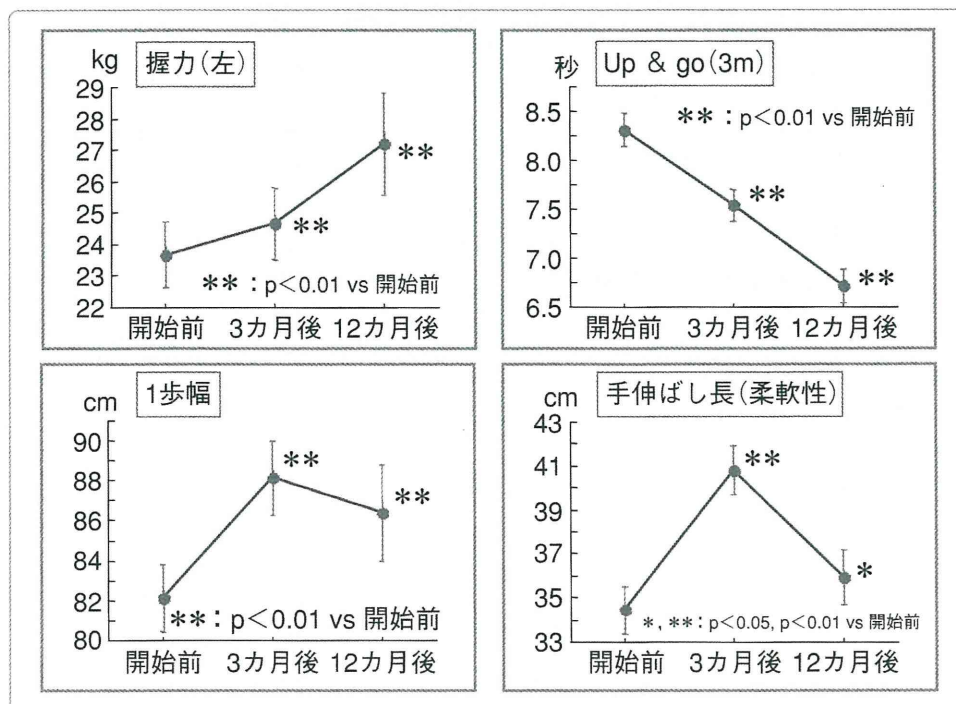 kg
握力(左)
29
28
27
26
25
24
23
22
**
**
** : p<0.01 vs 開始前
開始前 3カ月後 12カ月後
秒
Up & go(3m)
8.5
8.0
7.5
7.0
6.5
** : p<0.01 vs 開始前
**
**
開始前 3カ月後 12カ月後
cm
1歩幅
90
88
86
84
82
80
**
**
** : p<0.01 vs 開始前
開始前 3カ月後 12カ月後
cm
手伸ばし長(柔軟性)
43
41
39
37
35
33
**
*
*, ** : p<0.05, p<0.01 vs 開始前
開始前 3カ月後 12カ月後